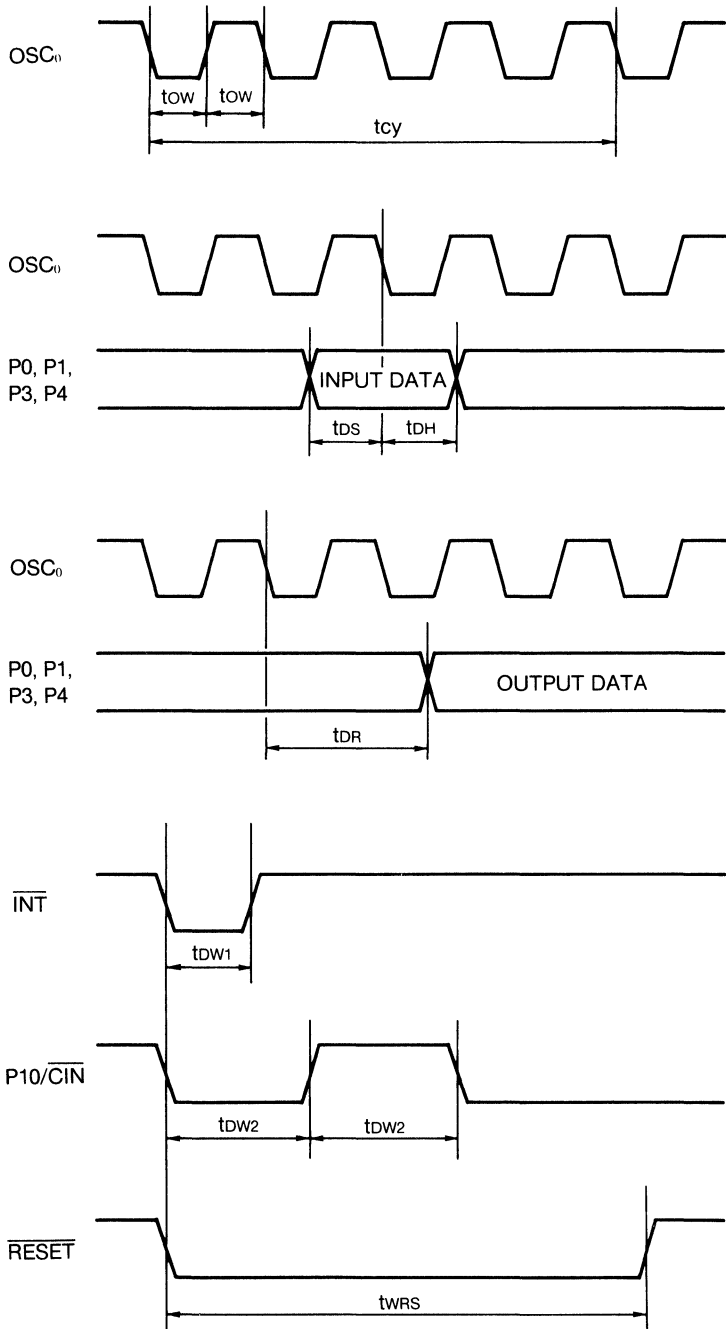 OSC₀
tOW tOW
tCy
OSC₀
P0, P1,
P3, P4
INPUT DATA
tDS tDH
OSC₀
P0, P1,
P3, P4
OUTPUT DATA
tDR
INT
tDW1
P10/CIN
tDW2 tDW2
RESET
tWRS